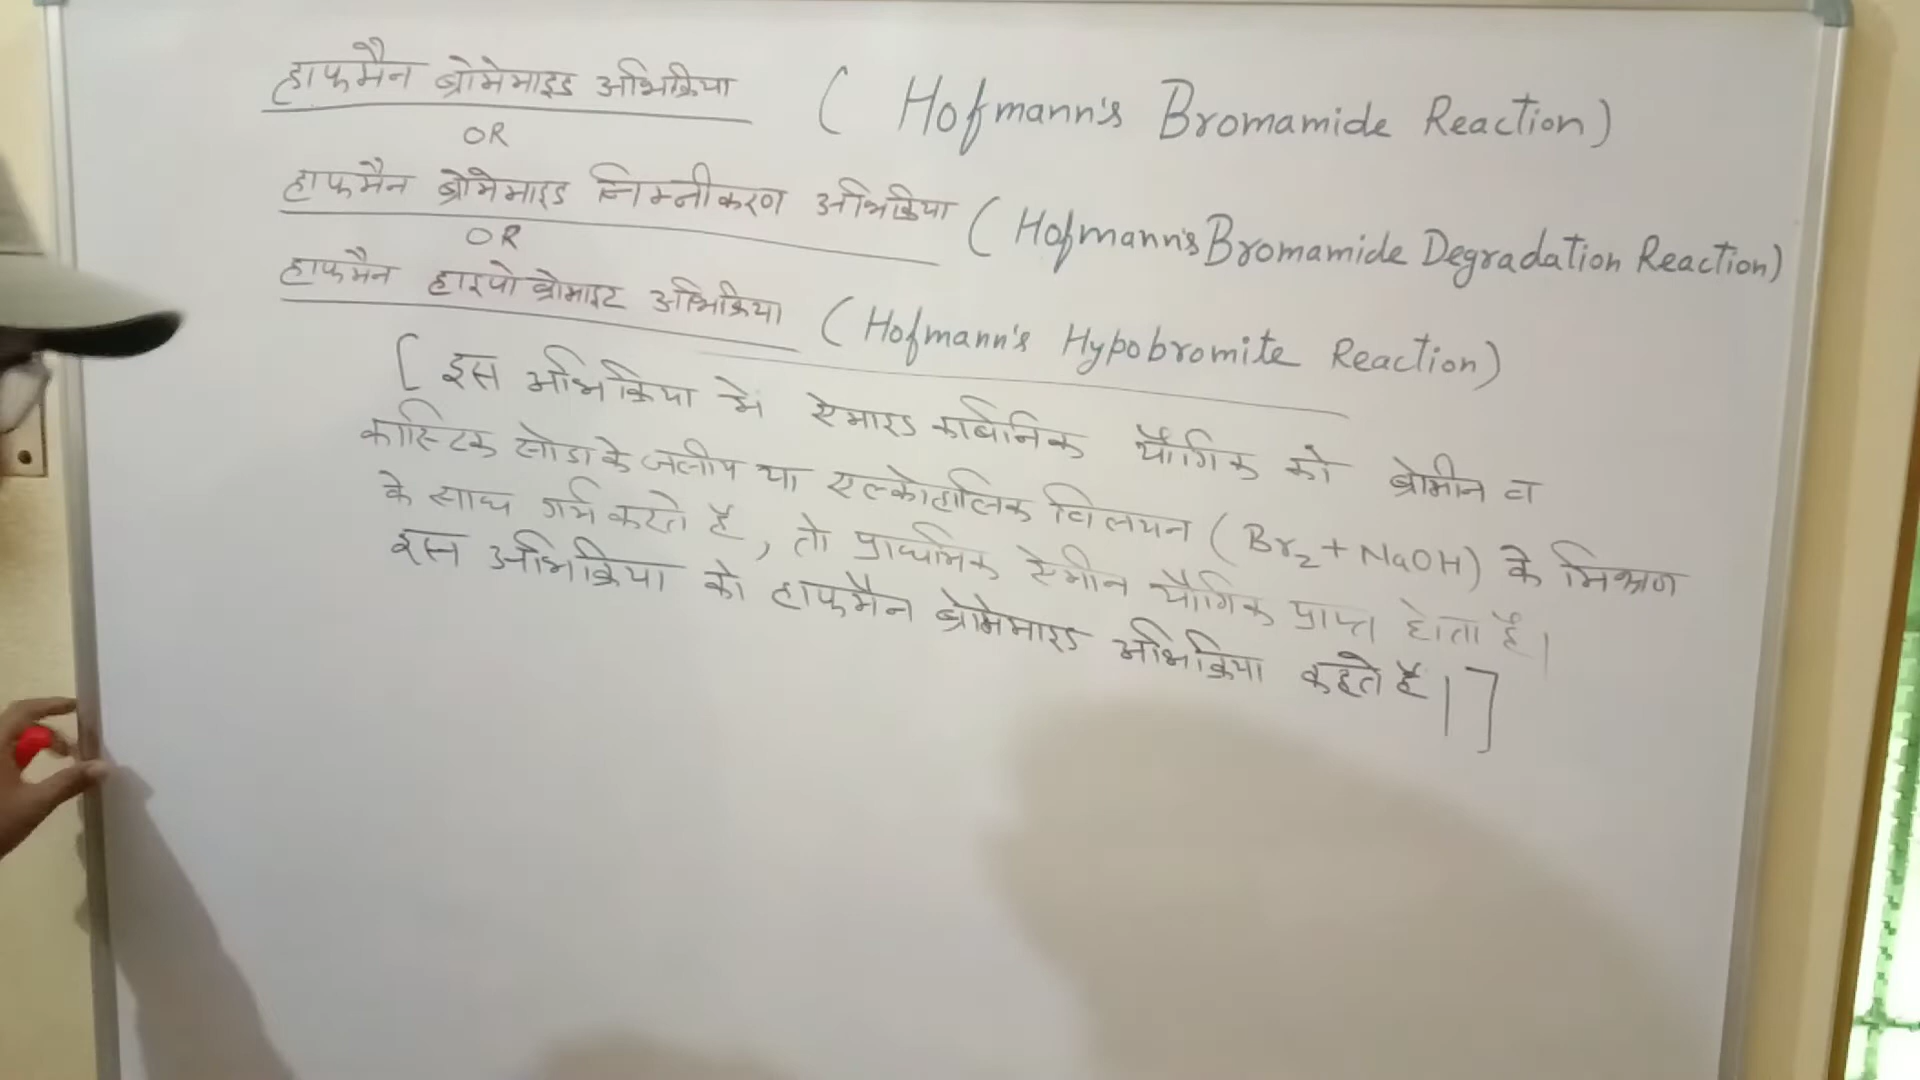 हाफमैन ब्रोमेमाइड अभिक्रिया ( Hofmann's Bromamide Reaction)
OR
हाफमैन ब्रोमेमाइड निम्नीकरण अभिक्रिया ( Hofmann's Bromamide Degradation Reaction)
OR
हाफमैन हाइपो ब्रोमाइट अभिक्रिया ( Hofmann's Hypobromite Reaction)
[ इस अभिक्रिया में ऐमाइड कार्बनिक यौगिक को ब्रोमीन व
कास्टिक सोडा के जलीय या एल्कोहालिक विलयन ( Br2 + NaOH) के मिश्रण
के साथ गर्म करते हैं, तो प्राथमिक ऐमीन यौगिक प्राप्त होता है।
इस अभिक्रिया को हाफमैन ब्रोमेमाइड अभिक्रिया कहते हैं।]